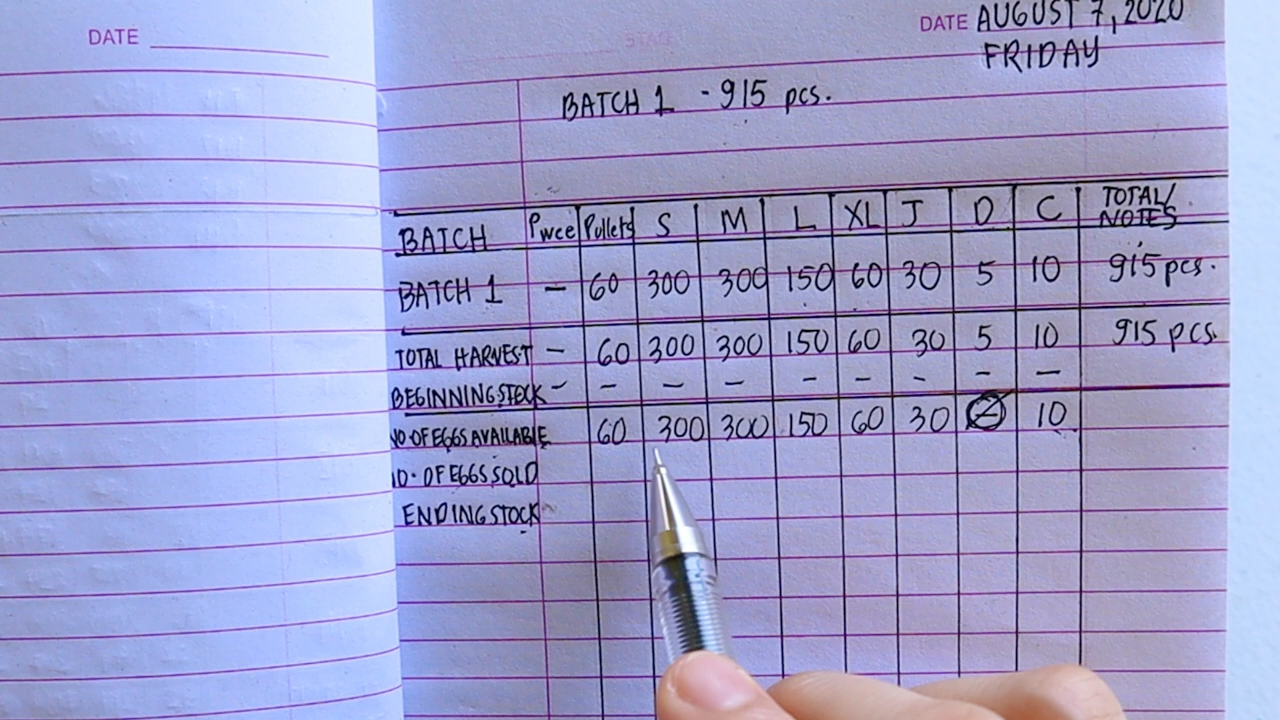 DATE
DATE AUGUST 7, 2020
FRIDAY
BATCH 1 - 915 pcs.
BATCH Pwee Pullets S M L XL J D C TOTAL/NOTES
BATCH 1 - 60 300 300 150 60 30 5 10 915 pcs.
TOTAL HARVEST - 60 300 300 150 60 30 5 10 915 pcs.
BEGINNING STOCK - - - - - - - - -
NO OF EGGS AVAILABLE 60 300 300 150 60 30 10
NO. OF EGGS SOLD
ENDING STOCK